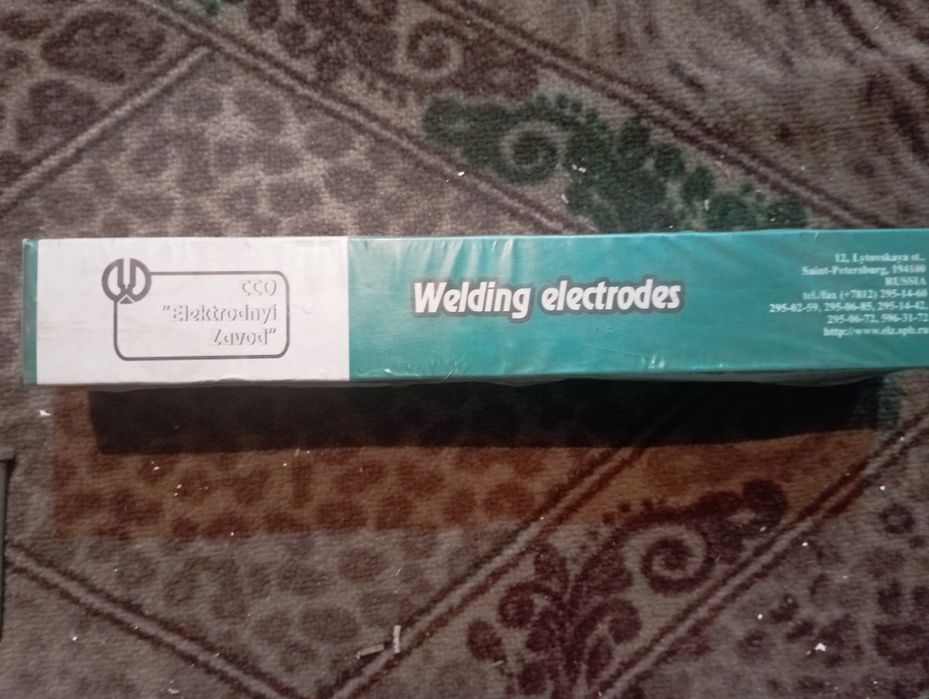 ССО
"Elektrodnyi
Zavod"
Welding electrodes
12, Lytovskaya st.,
Saint-Petersburg, 194100
RUSSIA
tel./fax (+7812) 295-14-60
295-02-59, 295-06-85, 295-14-42,
295-06-72, 596-31-72
http://www.elz.spb.ru